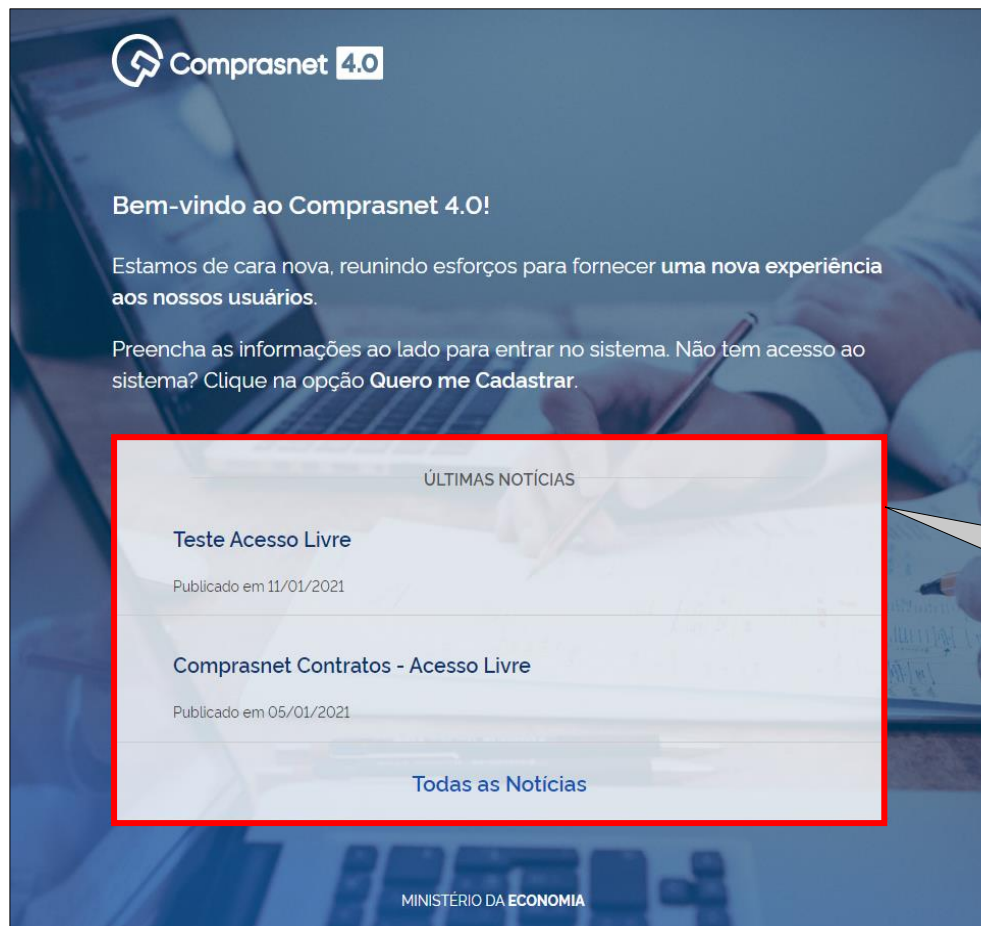 Comprasnet 4.0
Bem-vindo ao Comprasnet 4.0!
Estamos de cara nova, reunindo esforços para fornecer uma nova experiência
aos nossos usuários.
Preencha as informações ao lado para entrar no sistema. Não tem acesso ao
sistema? Clique na opção Quero me Cadastrar.
ÚLTIMAS NOTÍCIAS
Teste Acesso Livre
Publicado em 11/01/2021
Comprasnet Contratos - Acesso Livre
Publicado em 05/01/2021
Todas as Notícias
MINISTÉRIO DA ECONOMIA